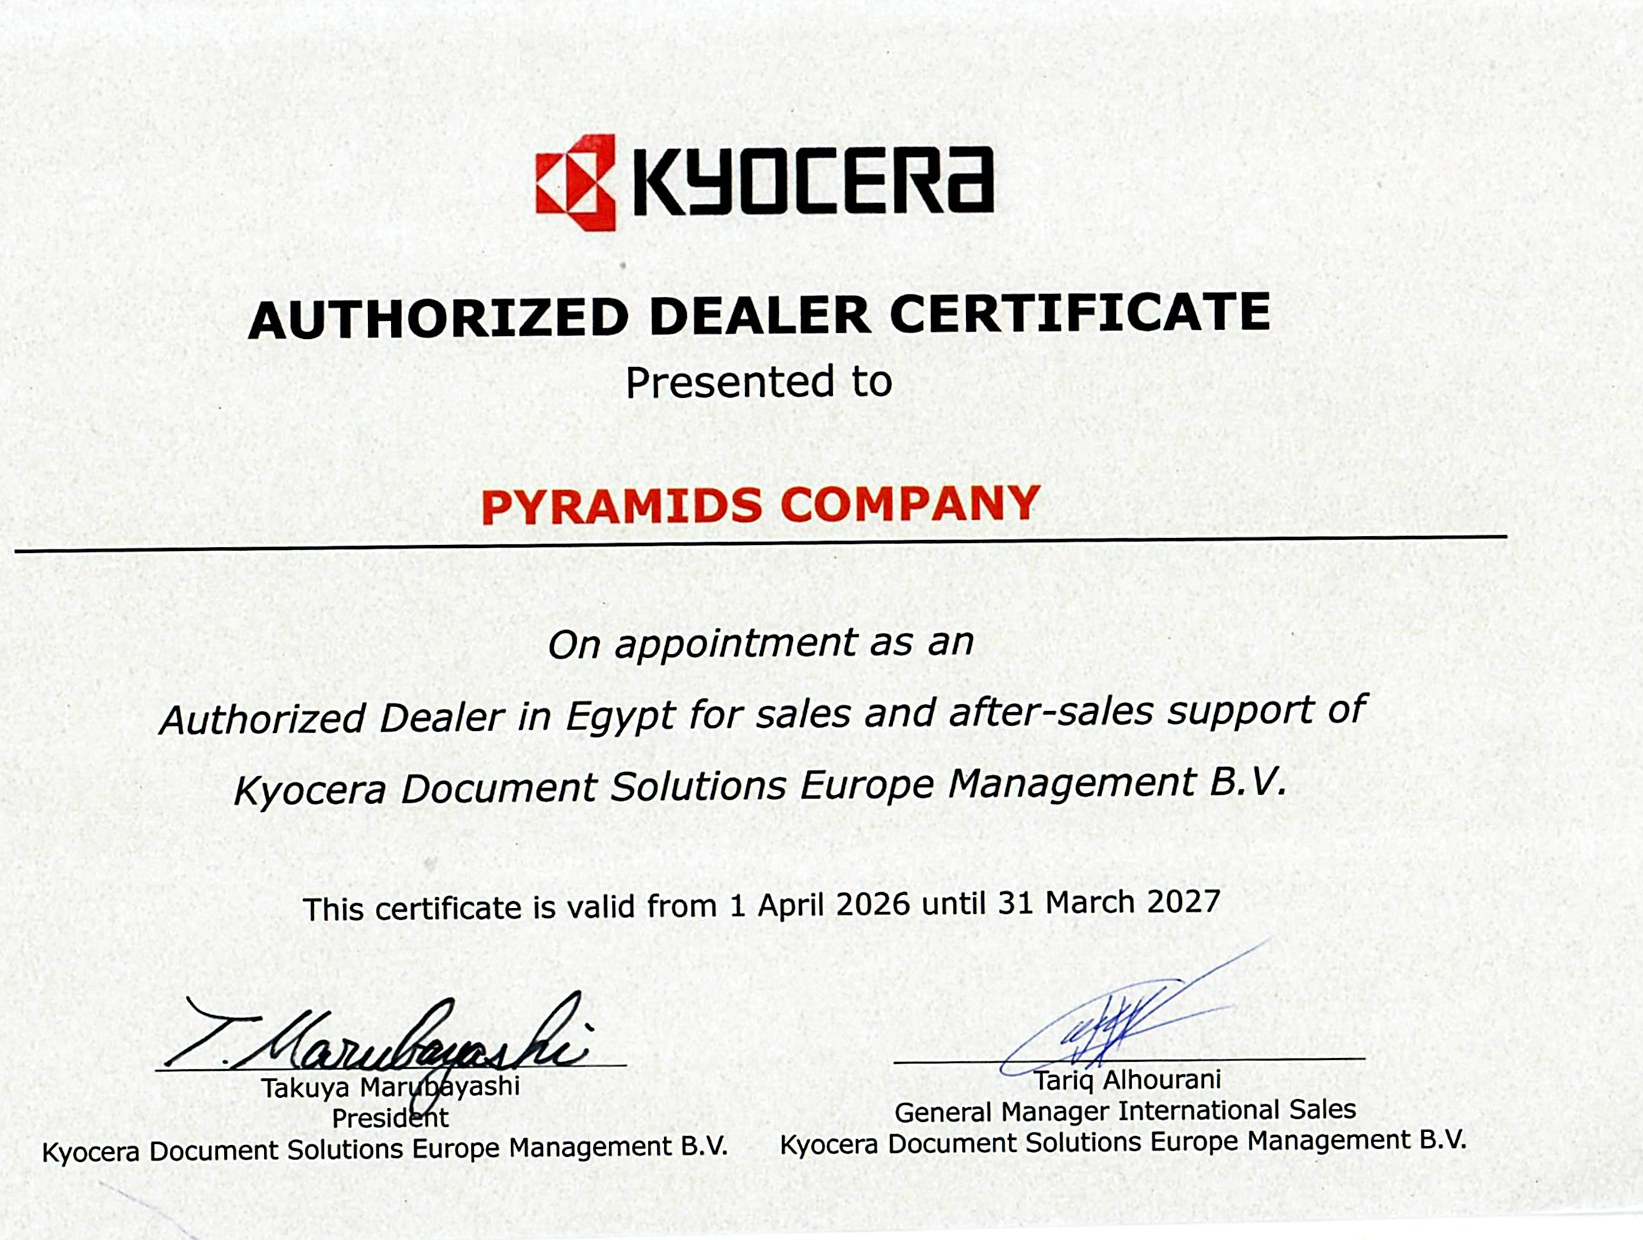 KYOCERA
AUTHORIZED DEALER CERTIFICATE
Presented to
PYRAMIDS COMPANY
On appointment as an
Authorized Dealer in Egypt for sales and after-sales support of
Kyocera Document Solutions Europe Management B.V.
This certificate is valid from 1 April 2026 until 31 March 2027
T. Marubayashi
Takuya Marubayashi
President
Kyocera Document Solutions Europe Management B.V.
Tariq Alhourani
General Manager International Sales
Kyocera Document Solutions Europe Management B.V.